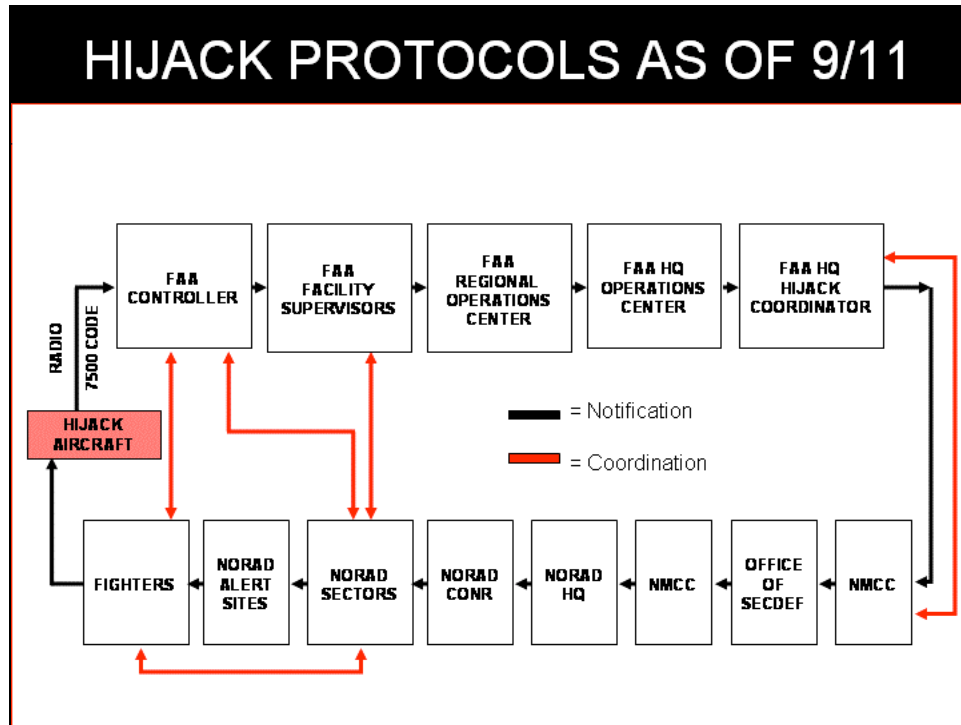 HIJACK PROTOCOLS AS OF 9/11
FAA
CONTROLLER
FAA
FACILITY
SUPERVISORS
FAA
REGIONAL
OPERATIONS
CENTER
FAA HQ
OPERATIONS
CENTER
FAA HQ
HIJACK
COORDINATOR
RADIO
7500 CODE
HIJACK
AIRCRAFT
= Notification
= Coordination
FIGHTERS
NORAD
ALERT
SITES
NORAD
SECTORS
NORAD
CONR
NORAD
HQ
NMCC
OFFICE
OF
SECDEF
NMCC